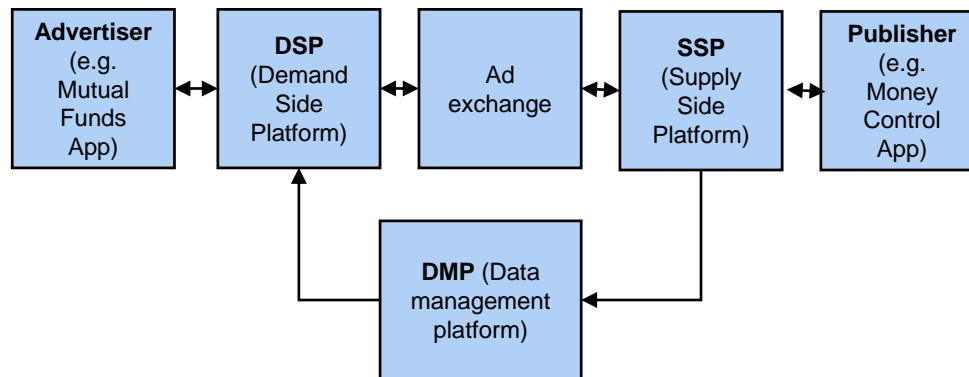 Advertiser
(e.g.
Mutual
Funds
App)
DSP
(Demand
Side
Platform)
Ad
exchange
SSP
(Supply
Side
Platform)
Publisher
(e.g.
Money
Control
App)
DMP (Data
management
platform)